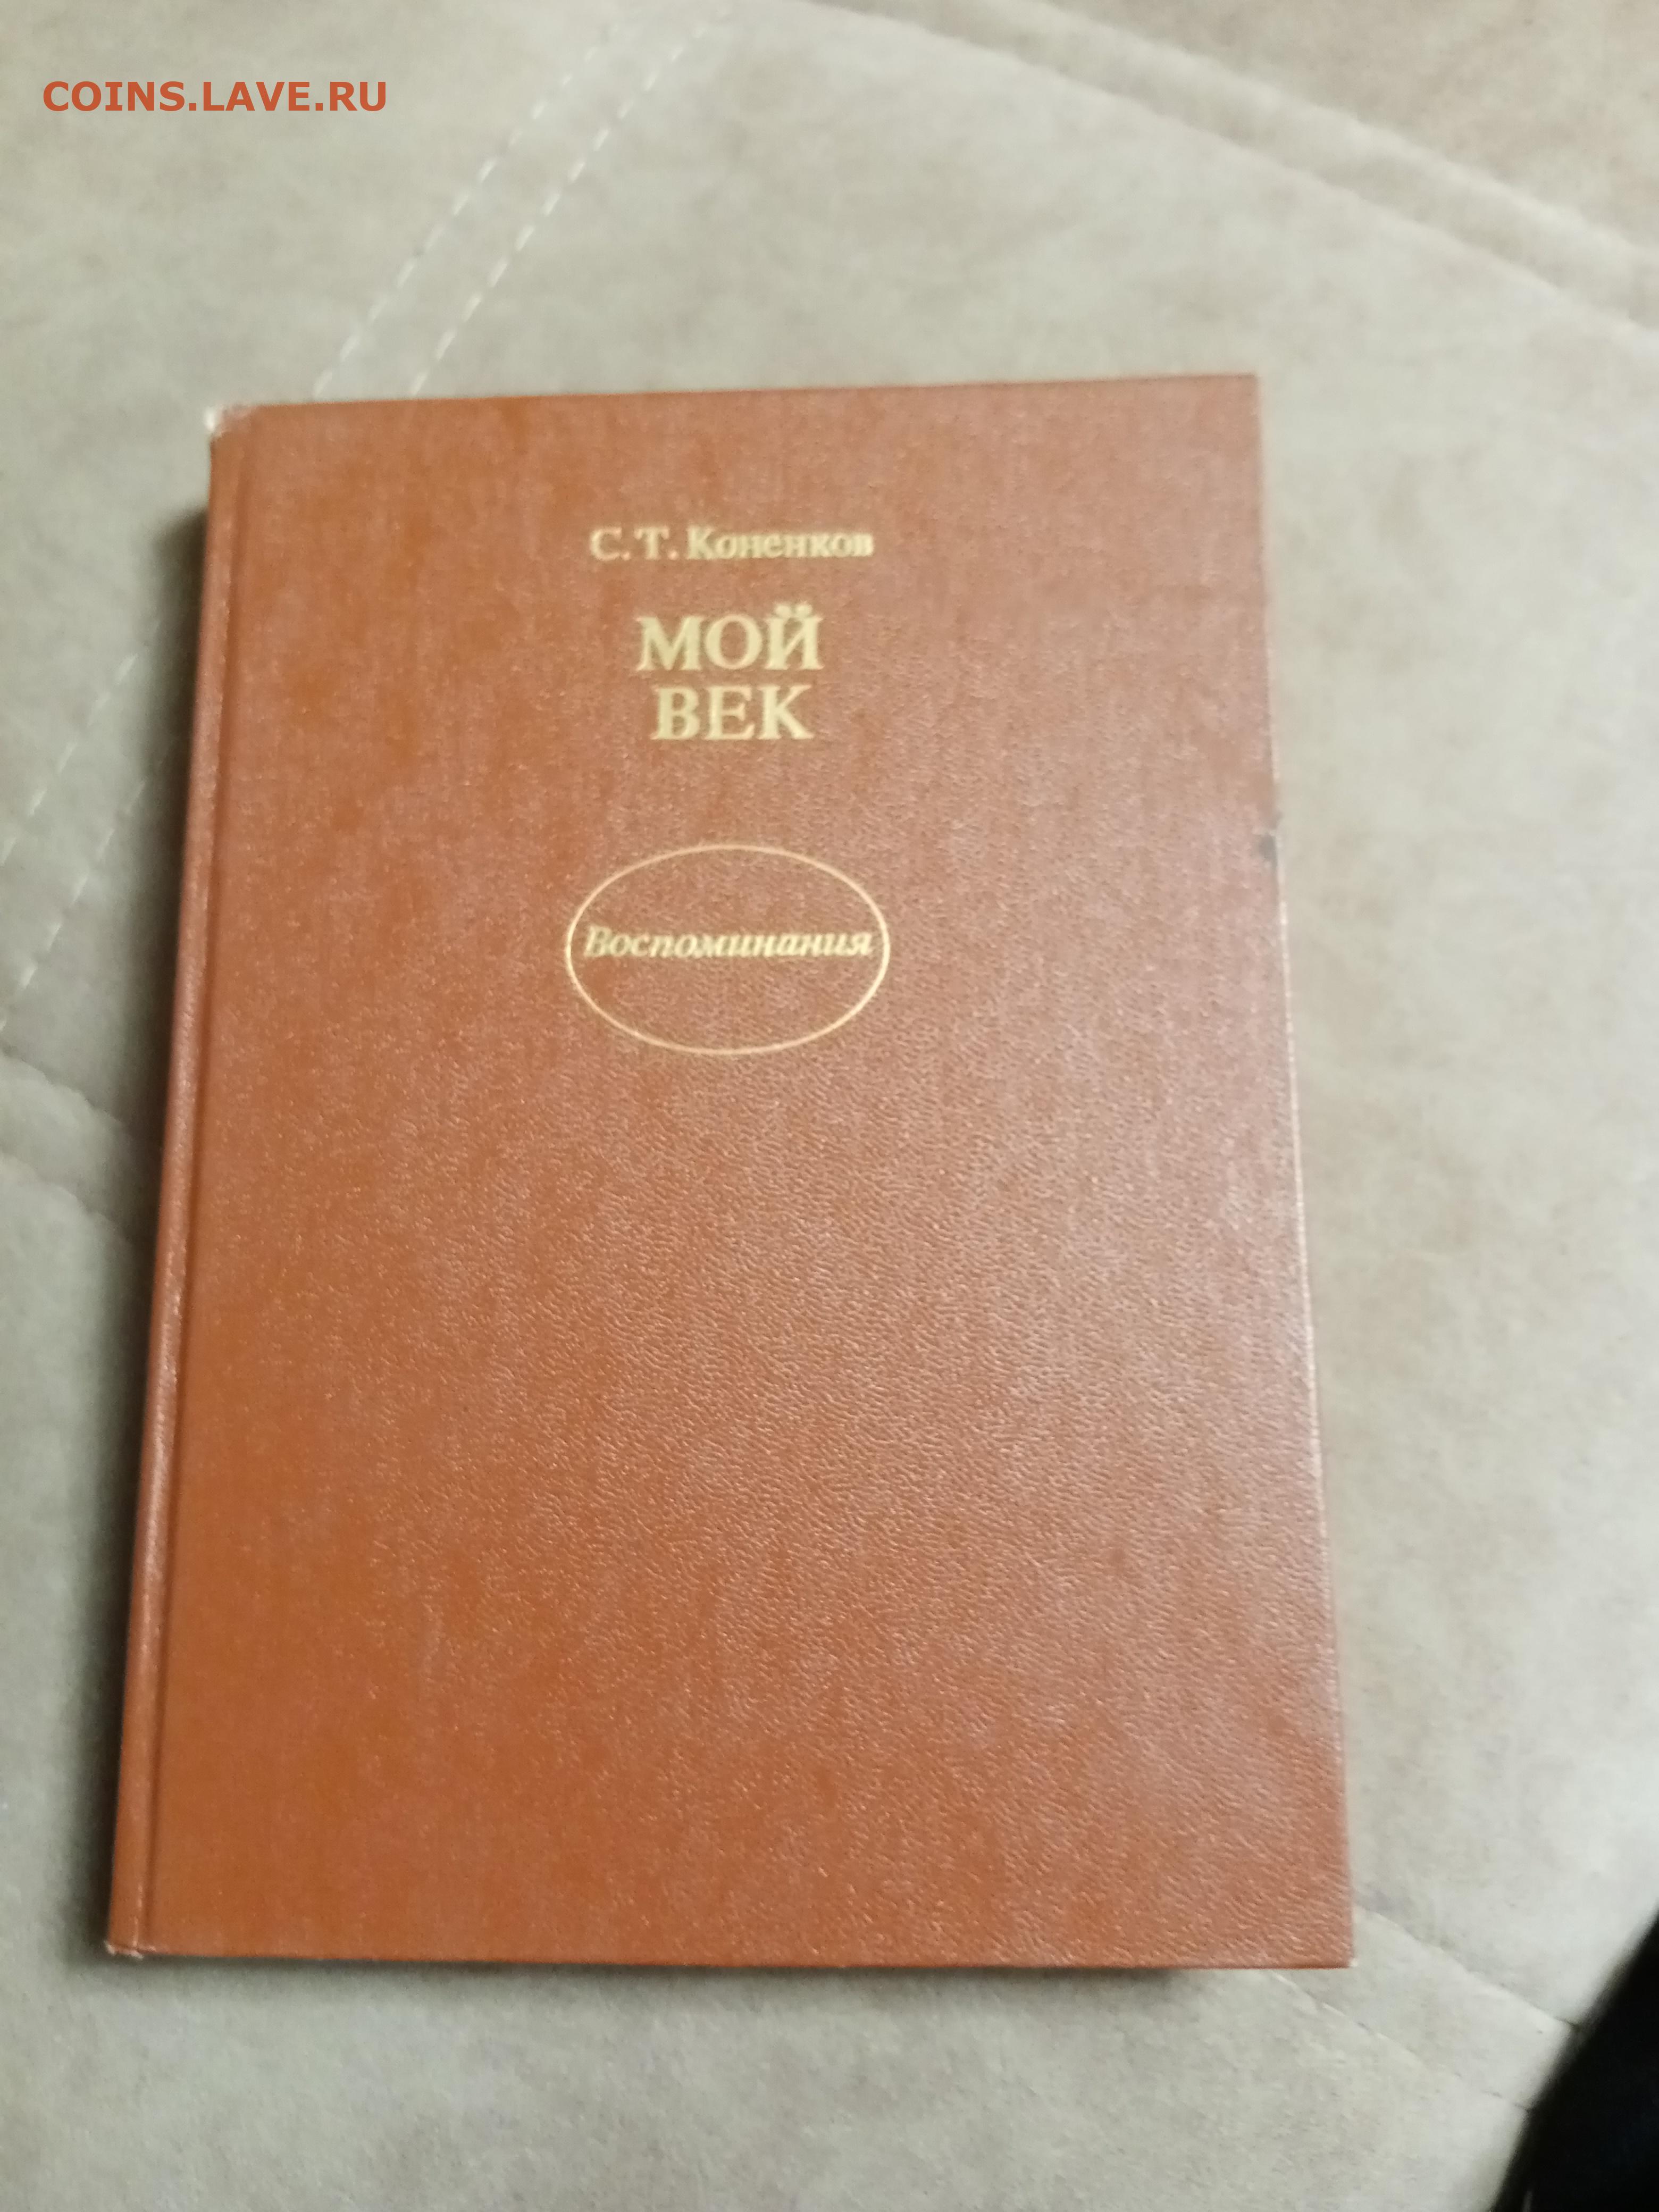 COINS.LAVE.RU
С. Т. Коненков
МОЙ
ВЕК
Воспоминания